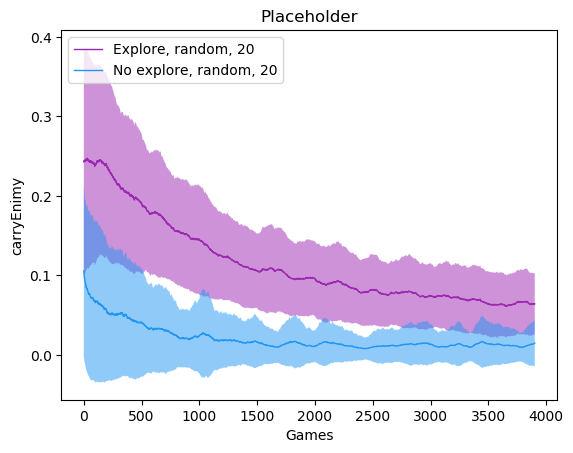 Placeholder
Explore, random, 20
No explore, random, 20
0.4
0.3
0.2
0.1
0.0
carryEnimy
0 500 1000 1500 2000 2500 3000 3500 4000
Games